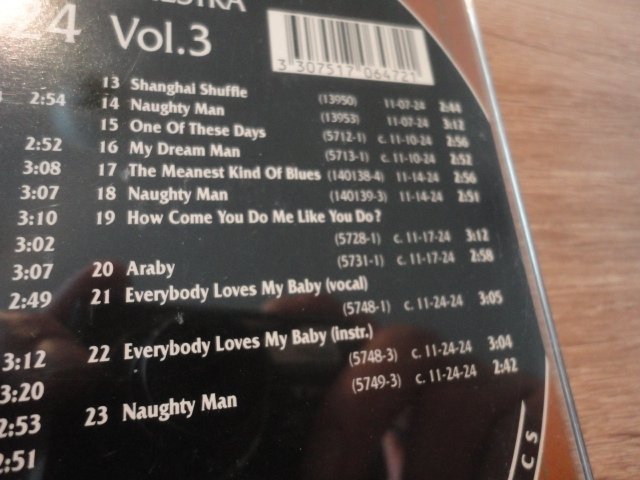 24 Vol.3
3 307517 064721
13 Shanghai Shuffle (13950) 11-07-24 2:44
14 Naughty Man (13953) 11-07-24 3:12
15 One Of These Days (5712-1) c. 11-10-24 2:56
16 My Dream Man (5713-1) c. 11-10-24 2:52
17 The Meanest Kind Of Blues (140138-4) 11-14-24 2:56
18 Naughty Man (140139-3) 11-14-24 2:51
19 How Come You Do Me Like You Do?
(5728-1) c. 11-17-24 3:12
20 Araby (5731-1) c. 11-17-24 2:58
21 Everybody Loves My Baby (vocal)
(5748-1) c. 11-24-24 3:05
22 Everybody Loves My Baby (instr.)
(5748-3) c. 11-24-24 3:04
23 Naughty Man (5749-3) c. 11-24-24 2:42
2:54
2:52
3:08
3:07
3:10
3:02
3:07
2:49
3:12
3:20
2:53
2:51
CS